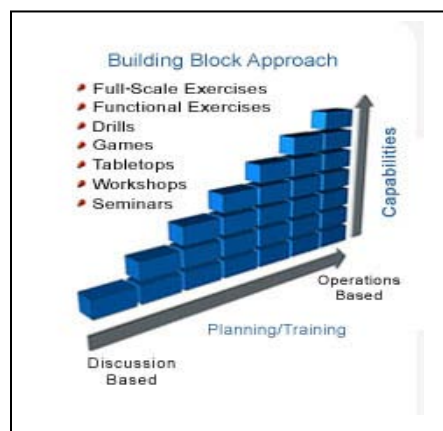 Building Block Approach
Full-Scale Exercises
Functional Exercises
Drills
Games
Tabletops
Workshops
Seminars
Capabilities
Operations
Based
Planning/Training
Discussion
Based